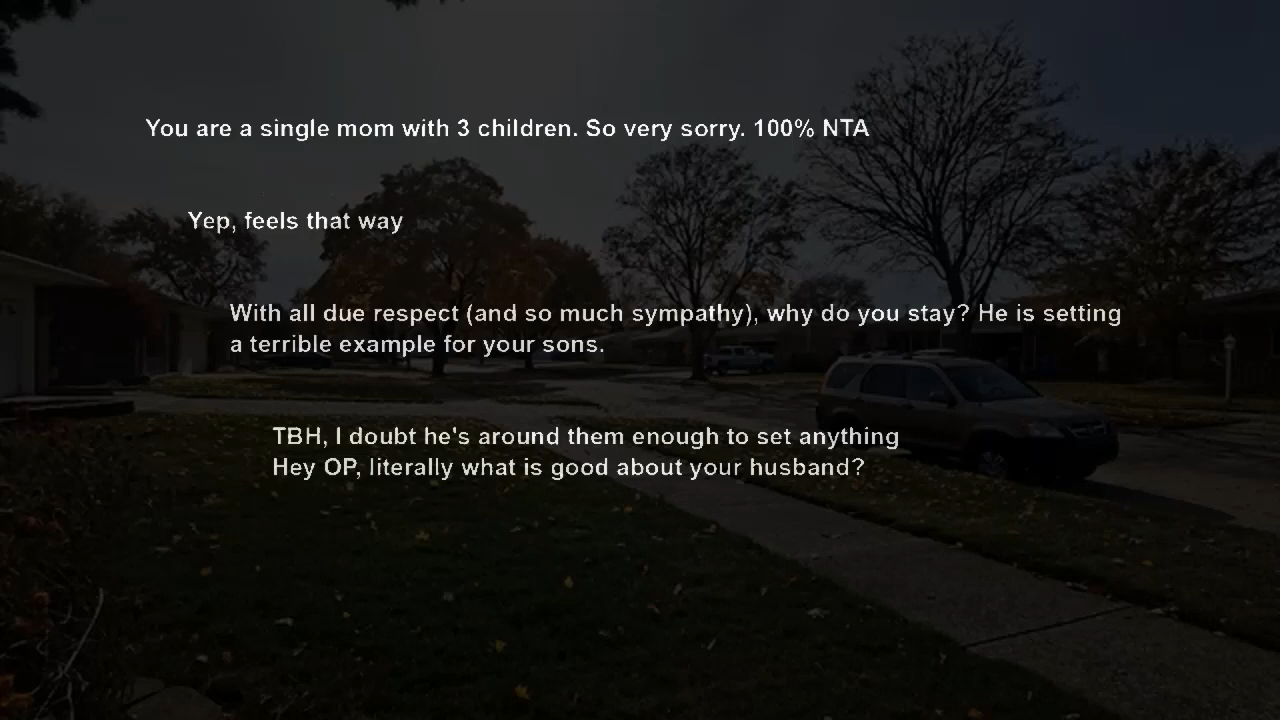 You are a single mom with 3 children. So very sorry. 100% NTA
Yep, feels that way
With all due respect (and so much sympathy), why do you stay? He is setting
a terrible example for your sons.
TBH, I doubt he's around them enough to set anything
Hey OP, literally what is good about your husband?